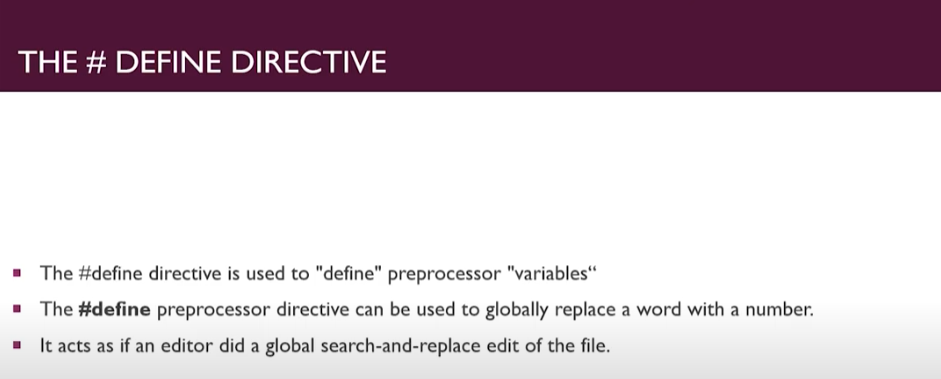 THE # DEFINE DIRECTIVE
▪ The #define directive is used to "define" preprocessor "variables“
▪ The #define preprocessor directive can be used to globally replace a word with a number.
▪ It acts as if an editor did a global search-and-replace edit of the file.